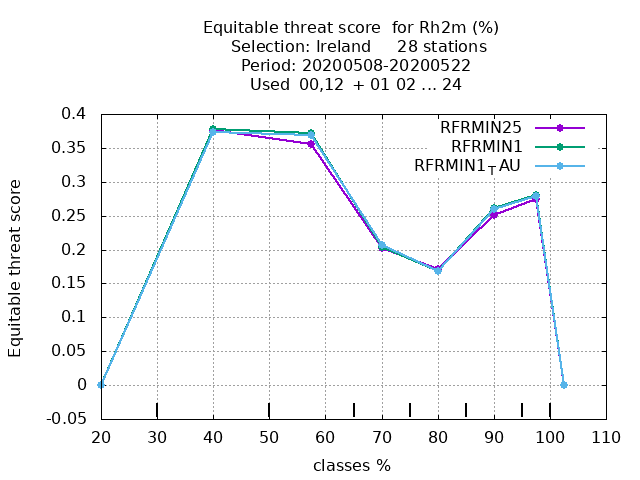 Equitable threat score  for Rh2m (%)
Selection: Ireland     28 stations
Period: 20200508-20200522
Used  00,12  + 01 02 ... 24
RFRMIN25
RFRMIN1
RFRMIN1TAU
Equitable threat score
0.4
0.35
0.3
0.25
0.2
0.15
0.1
0.05
0
-0.05
20 30 40 50 60 70 80 90 100 110
classes %